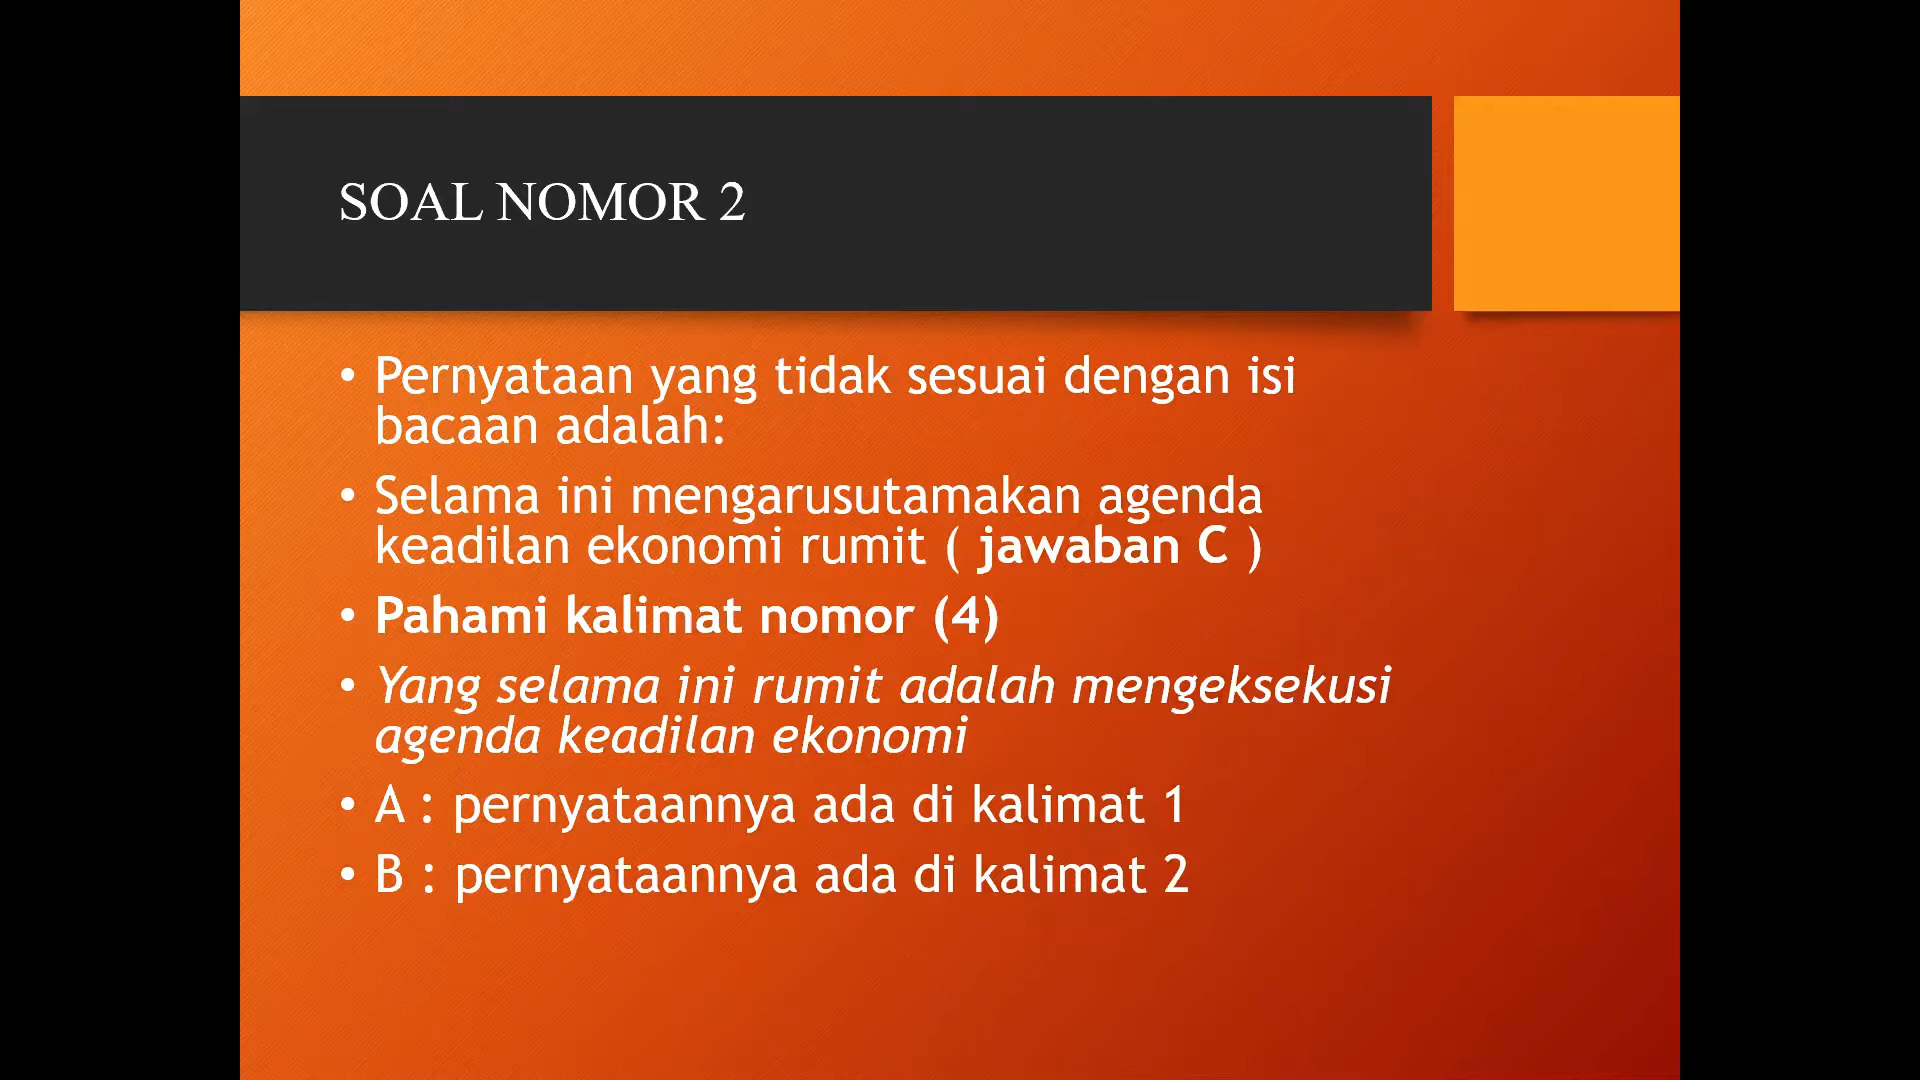 SOAL NOMOR 2
• Pernyataan yang tidak sesuai dengan isi
bacaan adalah:
• Selama ini mengarusutamakan agenda
keadilan ekonomi rumit ( jawaban C )
• Pahami kalimat nomor (4)
• Yang selama ini rumit adalah mengeksekusi
agenda keadilan ekonomi
• A : pernyataannya ada di kalimat 1
• B : pernyataannya ada di kalimat 2